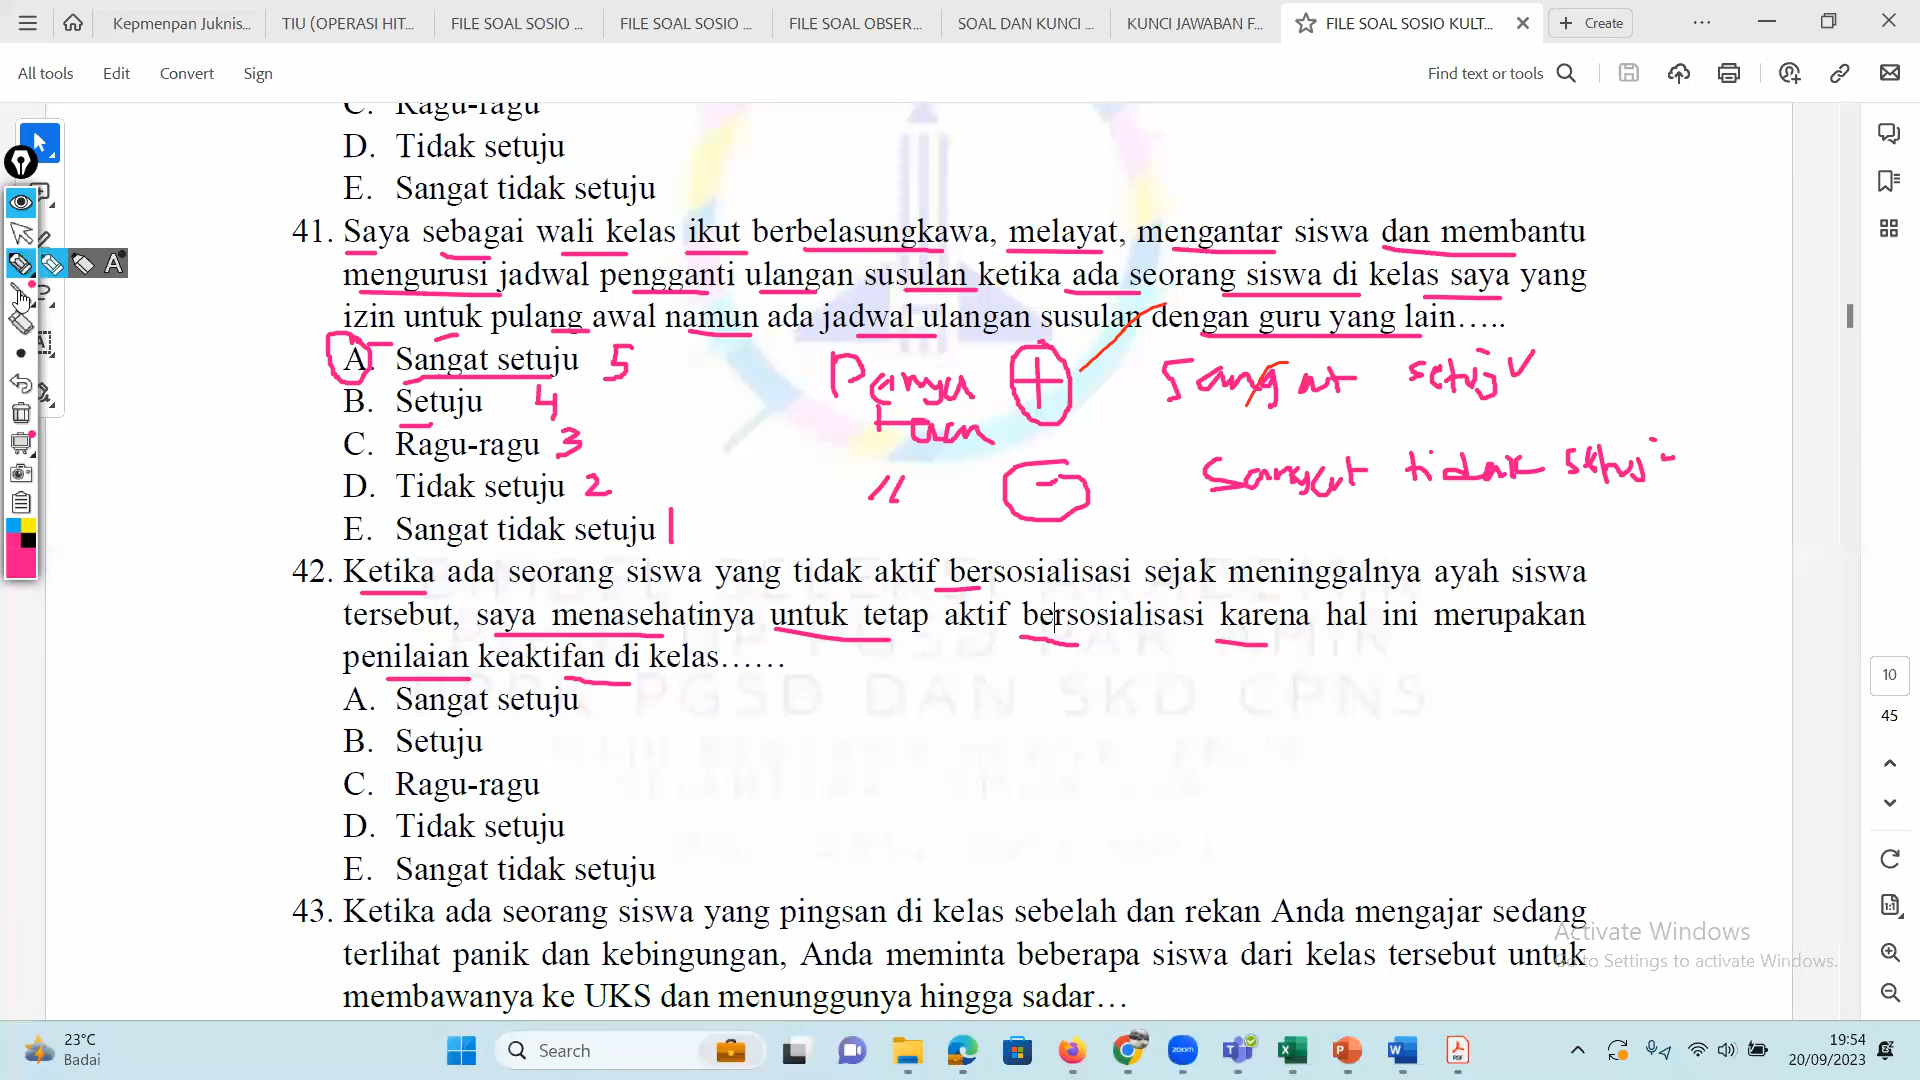 Kepmenpan Juknis...
TIU (OPERASI HIT...
FILE SOAL SOSIO ...
FILE SOAL SOSIO ...
FILE SOAL OBSER...
SOAL DAN KUNCI ...
KUNCI JAWABAN F...
FILE SOAL SOSIO KULT...
Create
All tools Edit Convert Sign
Find text or tools
C. Ragu-ragu
D. Tidak setuju
E. Sangat tidak setuju
41. Saya sebagai wali kelas ikut berbelasungkawa, melayat, mengantar siswa dan membantu
mengurusi jadwal pengganti ulangan susulan ketika ada seorang siswa di kelas saya yang
izin untuk pulang awal namun ada jadwal ulangan susulan dengan guru yang lain.....
A. Sangat setuju 5
B. Setuju 4
C. Ragu-ragu 3
D. Tidak setuju 2
E. Sangat tidak setuju 1
+ Sangat setuju
- Sangat tidak setuju
42. Ketika ada seorang siswa yang tidak aktif bersosialisasi sejak meninggalnya ayah siswa
tersebut, saya menasehatinya untuk tetap aktif bersosialisasi karena hal ini merupakan
penilaian keaktifan di kelas......
A. Sangat setuju
B. Setuju
C. Ragu-ragu
D. Tidak setuju
E. Sangat tidak setuju
PGSD DAN SKD CPNS
43. Ketika ada seorang siswa yang pingsan di kelas sebelah dan rekan Anda mengajar sedang
terlihat panik dan kebingungan, Anda meminta beberapa siswa dari kelas tersebut untuk
membawanya ke UKS dan menunggunya hingga sadar...
Activate Windows
Go to Settings to activate Windows.
10
45
23°C
Badai
Search
19:54
20/09/2023